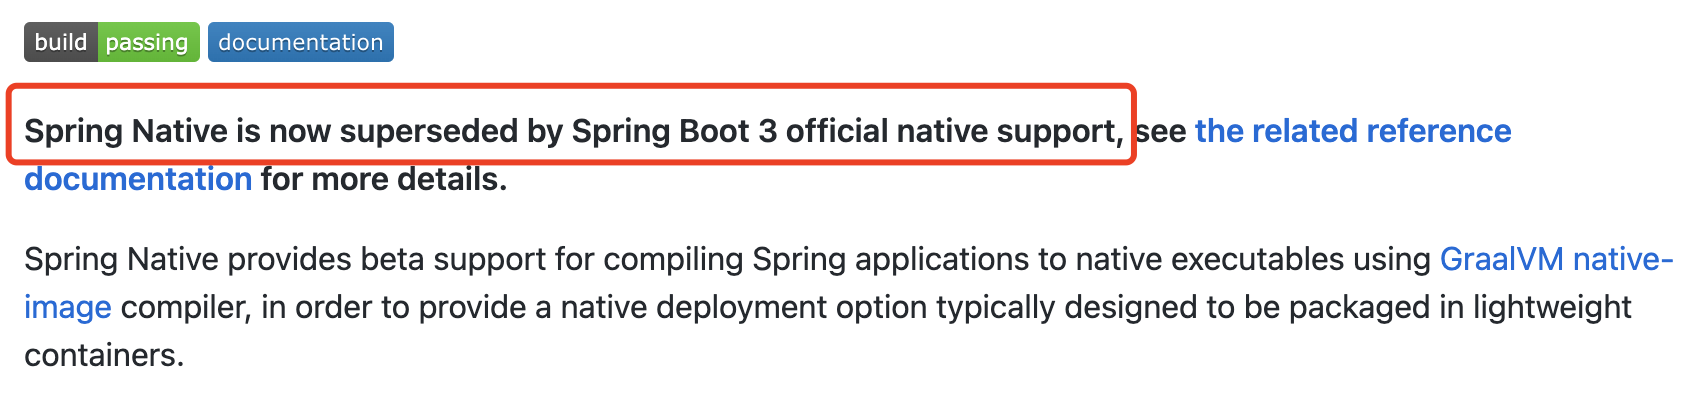 build passing documentation
Spring Native is now superseded by Spring Boot 3 official native support, see the related reference
documentation for more details.
Spring Native provides beta support for compiling Spring applications to native executables using GraalVM native-
image compiler, in order to provide a native deployment option typically designed to be packaged in lightweight
containers.